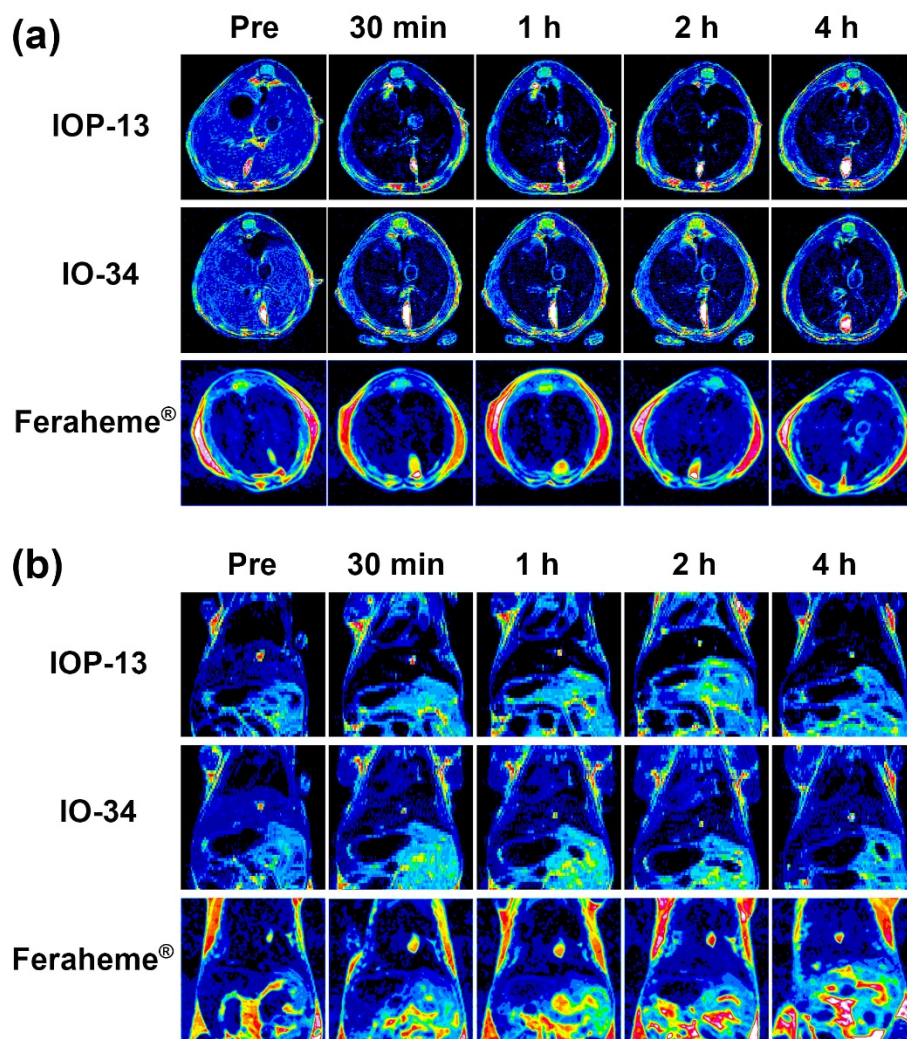 (a)
Pre 30 min 1 h 2 h 4 h
IOP-13
IO-34
Feraheme®
(b)
Pre 30 min 1 h 2 h 4 h
IOP-13
IO-34
Feraheme®